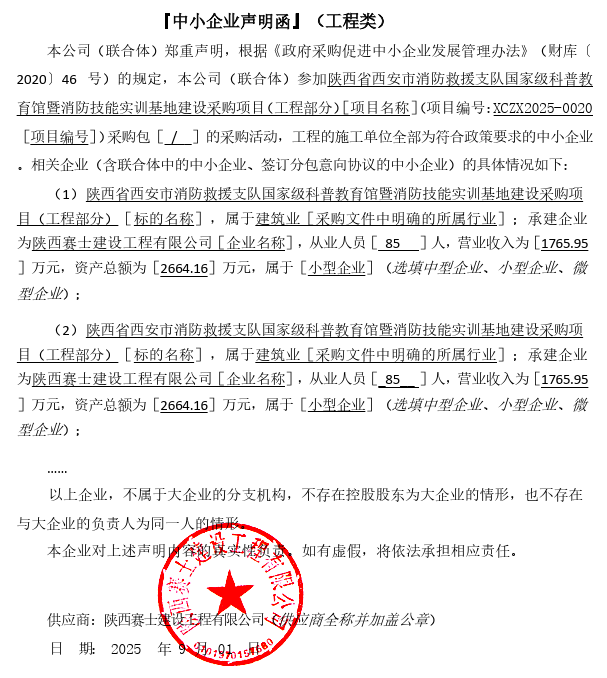 『中小企业声明函』（工程类）
本公司（联合体）郑重声明，根据《政府采购促进中小企业发展管理办法》（财库〔
2020〕46 号）的规定，本公司（联合体）参加陕西省西安市消防救援支队国家级科普教
育馆暨消防技能实训基地建设采购项目(工程部分)[项目名称](项目编号:XCZX2025-0020
[项目编号])采购包[ / ]的采购活动，工程的施工单位全部为符合政策要求的中小企业
。相关企业（含联合体中的中小企业、签订分包意向协议的中小企业）的具体情况如下：
（1）陕西省西安市消防救援支队国家级科普教育馆暨消防技能实训基地建设采购项
目（工程部分）[标的名称]，属于建筑业[采购文件中明确的所属行业]；承建企业
为陕西赛士建设工程有限公司[企业名称]，从业人员[ 85 ]人，营业收入为[1765.95
]万元，资产总额为[2664.16]万元，属于[小型企业]（选填中型企业、小型企业、微
型企业）；
（2）陕西省西安市消防救援支队国家级科普教育馆暨消防技能实训基地建设采购项
目（工程部分）[标的名称]，属于建筑业[采购文件中明确的所属行业]；承建企业
为陕西赛士建设工程有限公司[企业名称]，从业人员[ 85 ]人，营业收入为[1765.95
]万元，资产总额为[2664.16]万元，属于[小型企业]（选填中型企业、小型企业、微
型企业）；
......
以上企业，不属于大企业的分支机构，不存在控股股东为大企业的情形，也不存在
与大企业的负责人为同一人的情形。
本企业对上述声明内容的真实性负责。如有虚假，将依法承担相应责任。
陕西赛士建设工程有限公司
供应商：陕西赛士建设工程有限公司（供应商全称并加盖公章）
日 期： 2025 年 9 月 01 日